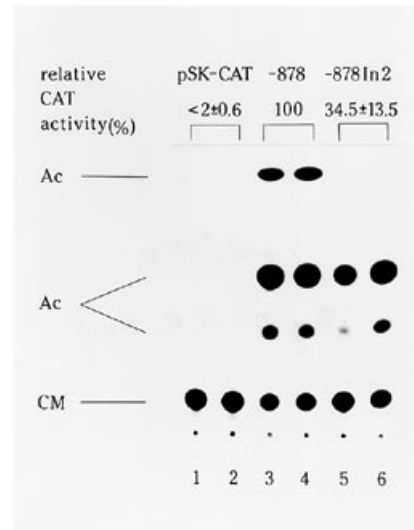 relative pSK-CAT -878 -878In2
CAT
activity(%) <2±0.6 100 34.5±13.5
Ac
Ac
CM
1 2 3 4 5 6